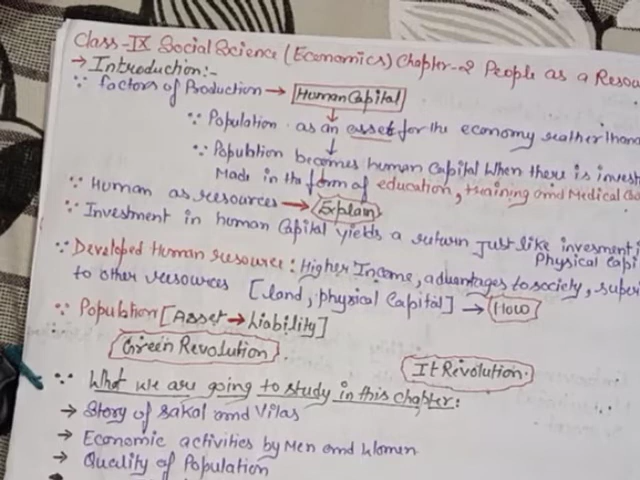 Class-IX Social Science (Economics) Chapter-2 People as a Resou
→ Introduction:-
∵ factors of Production → Human Capital
∵ Population as an asset for the economy rather than a
∵ Population becomes human Capital When there is invest
Made in the form of education, training and Medical Ca
∵ Human as resources → Explain
∵ Investment in human Capital yields a return Just like invesment i
Physical Capi
∵ Developed Human resource: Higher Income, advantages to society, super
to other resources [land, physical Capital] → How
∵ Population [Asset → Liability]
Green Revolution
It Revolution.
∵ What we are going to study in this chapter:
→ Story of Sakal and Vilas
→ Economic activities by Men and Women
→ Quality of Population